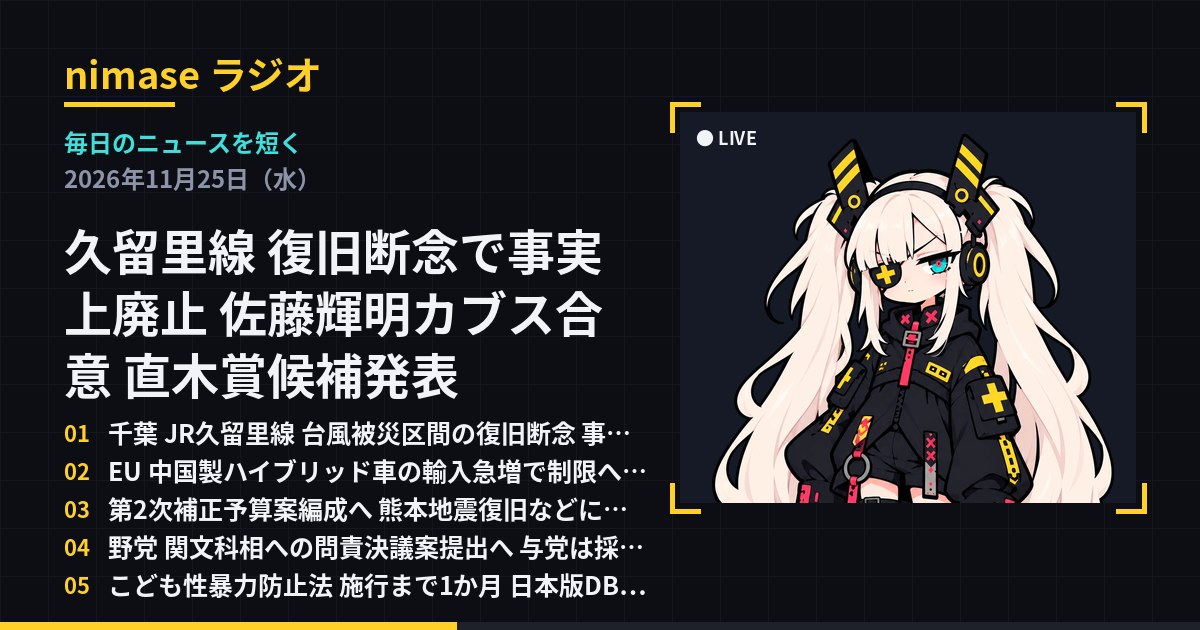 nimase ラジオ
毎日のニュースを短く
2026年11月25日（水）
久留里線 復旧断念で事実
上廃止 佐藤輝明カブス合
意 直木賞候補発表
01 千葉 JR久留里線 台風被災区間の復旧断念 事…
02 EU 中国製ハイブリッド車の輸入急増で制限へ…
03 第2次補正予算案編成へ 熊本地震復旧などに…
04 野党 関文科相への問責決議案提出へ 与党は採…
05 こども性暴力防止法 施行まで1か月 日本版DB…
LIVE